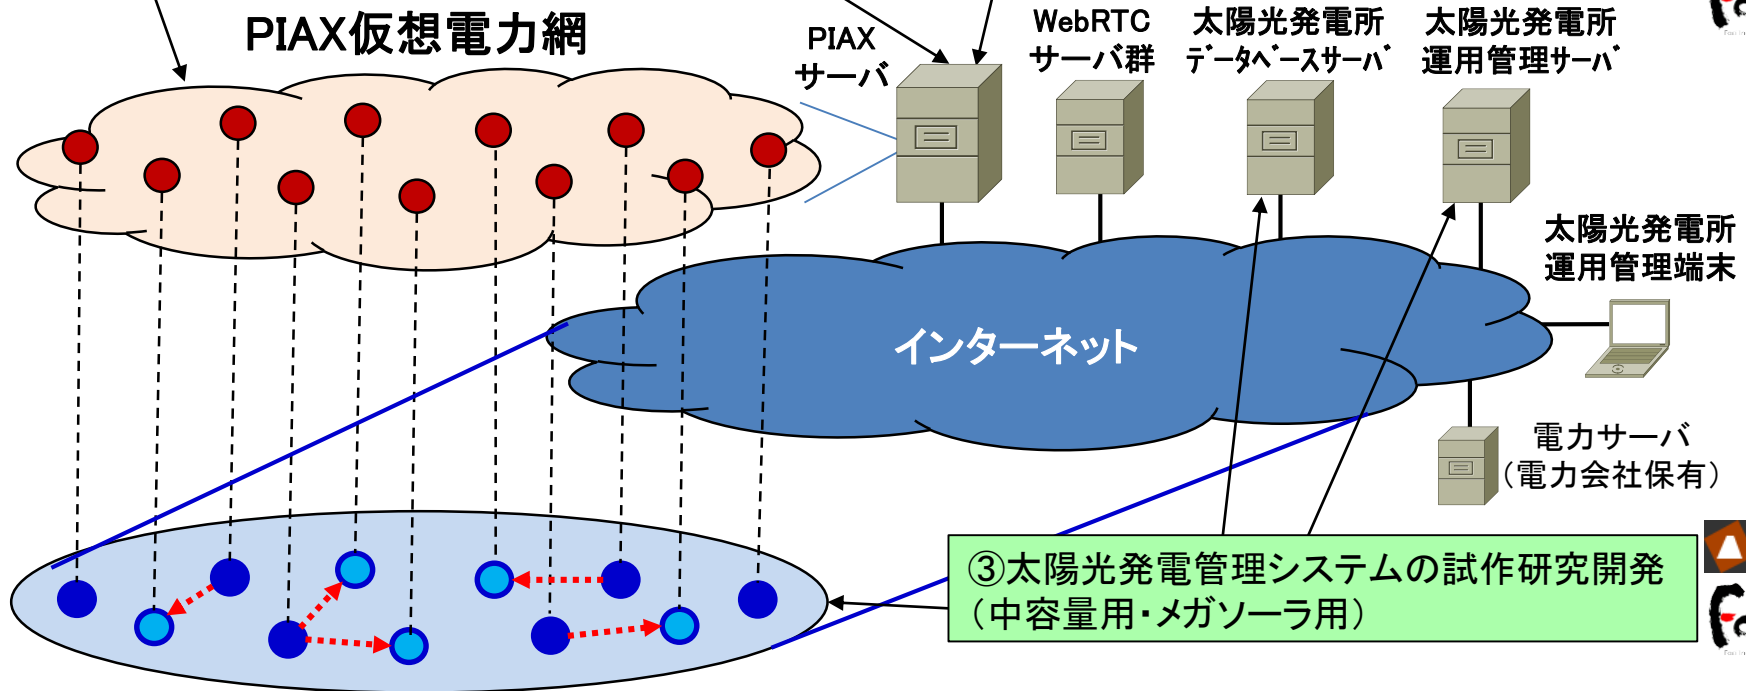 PIAX仮想電力網
PIAX
サーバ
WebRTC
サーバ群
太陽光発電所
データベースサーバ
太陽光発電所
運用管理サーバ
太陽光発電所
運用管理端末
インターネット
電力サーバ
(電力会社保有)
③太陽光発電管理システムの試作研究開発
(中容量用・メガソーラ用)